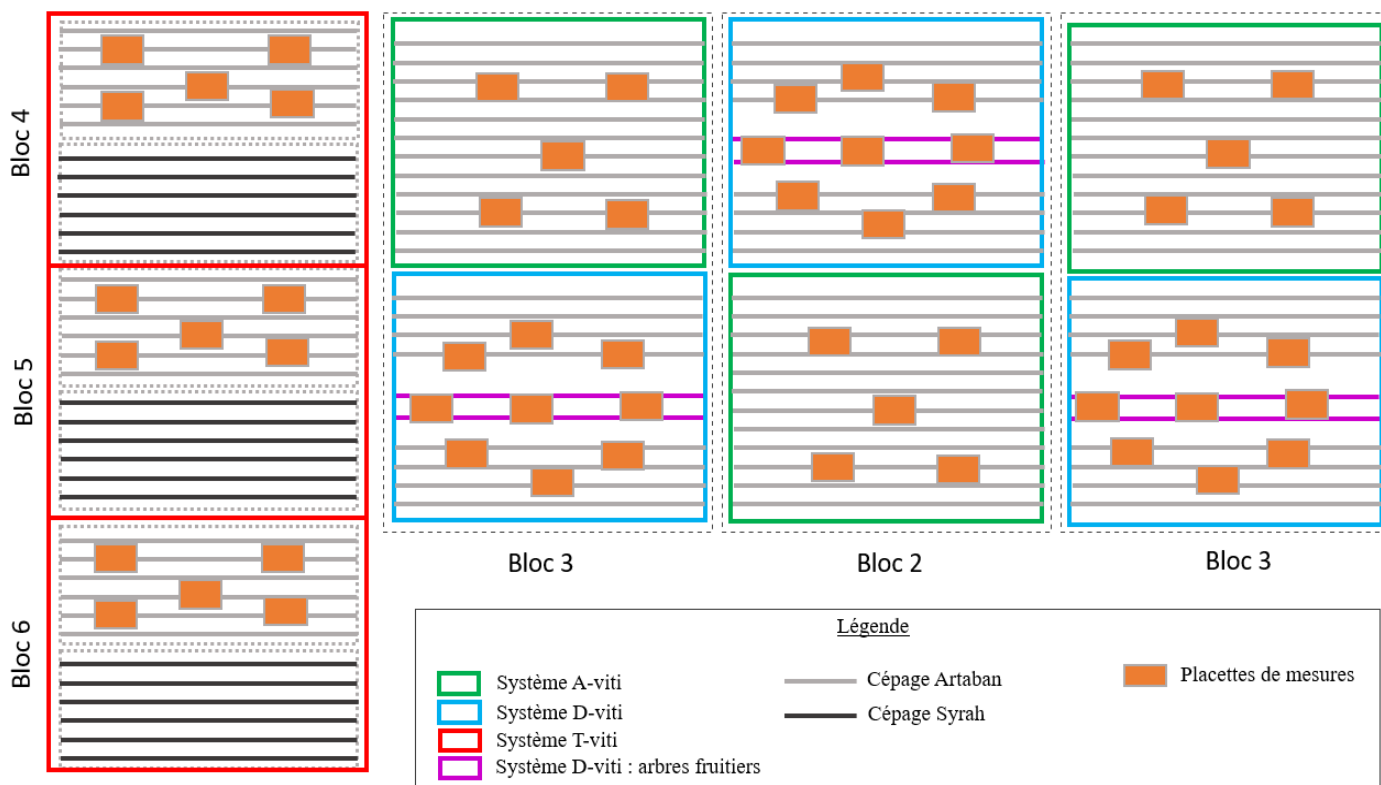 Bloc 4
Bloc 5
Bloc 6
Bloc 3
Bloc 2
Bloc 3
Légende
Système A-viti
Système D-viti
Système T-viti
Système D-viti : arbres fruitiers
Cépage Artaban
Cépage Syrah
Placettes de mesures